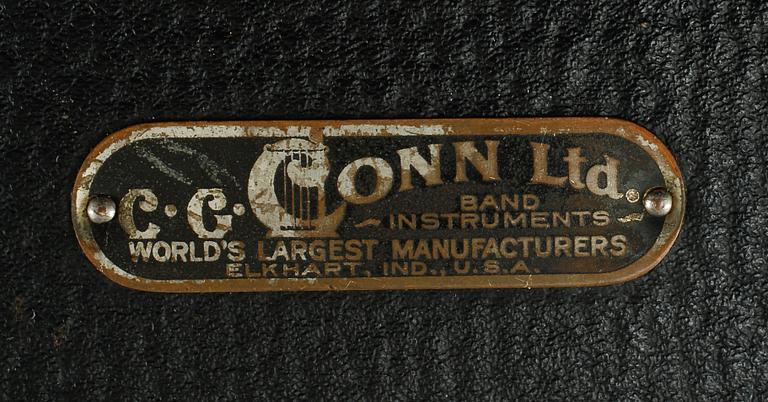 C. G. Conn Ltd.
BAND
INSTRUMENTS
WORLD'S LARGEST MANUFACTURERS
ELKHART, IND., U.S.A.